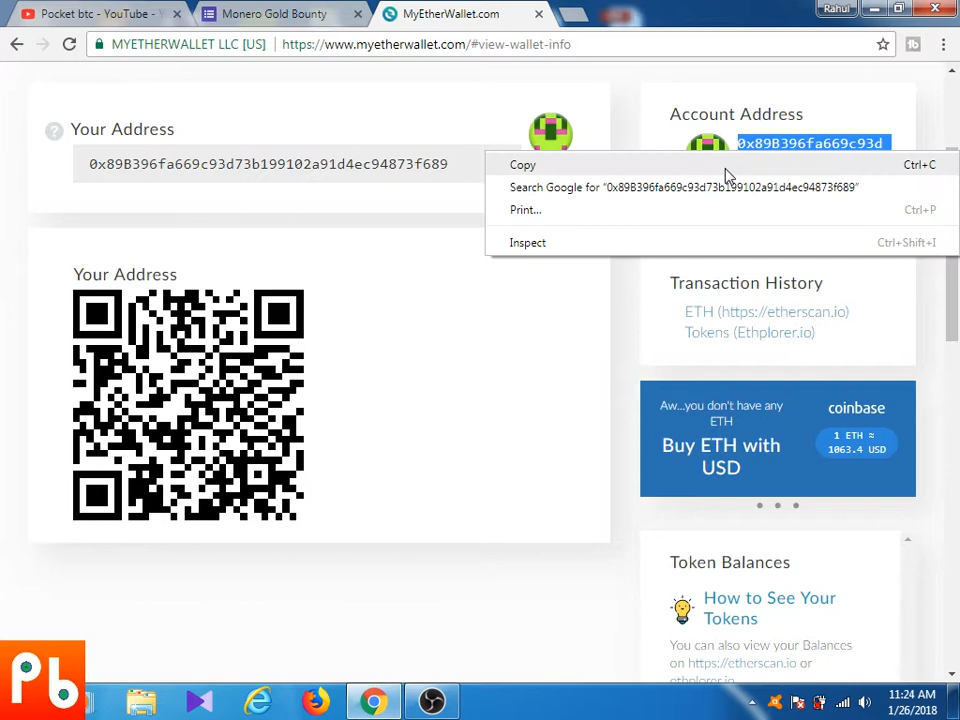 Pocket btc - YouTube -
Monero Gold Bounty
MyEtherWallet.com
Rahul
MYETHERWALLET LLC [US]
https://www.myetherwallet.com/#view-wallet-info
Your Address
0x89B396fa669c93d73b199102a91d4ec94873f689
Account Address
0x89B396fa669c93d
Copy Ctrl+C
Search Google for “0x89B396fa669c93d73b199102a91d4ec94873f689”
Print... Ctrl+P
Inspect Ctrl+Shift+I
Your Address
Transaction History
ETH (https://etherscan.io)
Tokens (Ethplorer.io)
Aw...you don't have any
ETH
Buy ETH with
USD
coinbase
1 ETH ≈
1063.4 USD
Token Balances
How to See Your
Tokens
You can also view your Balances
on https://etherscan.io or
ethplorer.io
Pb
11:24 AM
1/26/2018